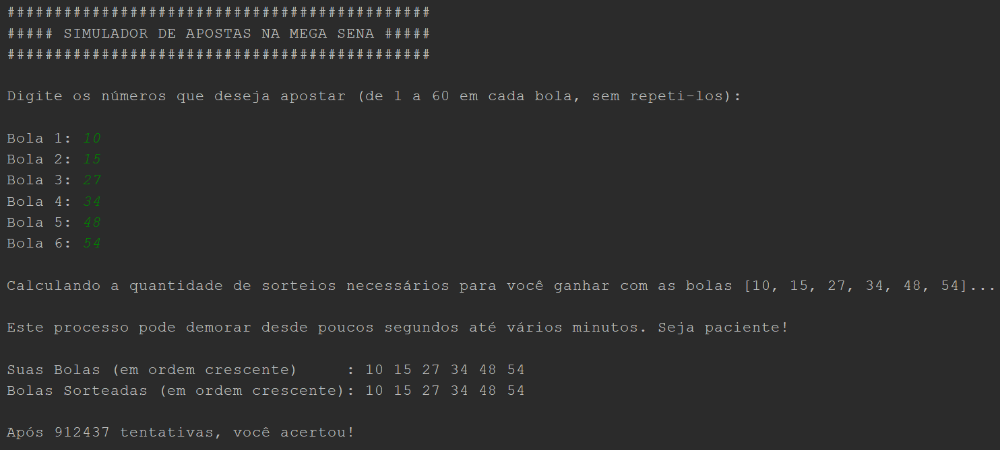 #############################################
##### SIMULADOR DE APOSTAS NA MEGA SENA #####
#############################################
Digite os números que deseja apostar (de 1 a 60 em cada bola, sem repeti-los):
Bola 1: 10
Bola 2: 15
Bola 3: 27
Bola 4: 34
Bola 5: 48
Bola 6: 54
Calculando a quantidade de sorteios necessários para você ganhar com as bolas [10, 15, 27, 34, 48, 54]...
Este processo pode demorar desde poucos segundos até vários minutos. Seja paciente!
Suas Bolas (em ordem crescente)     : 10 15 27 34 48 54
Bolas Sorteadas (em ordem crescente): 10 15 27 34 48 54
Após 912437 tentativas, você acertou!